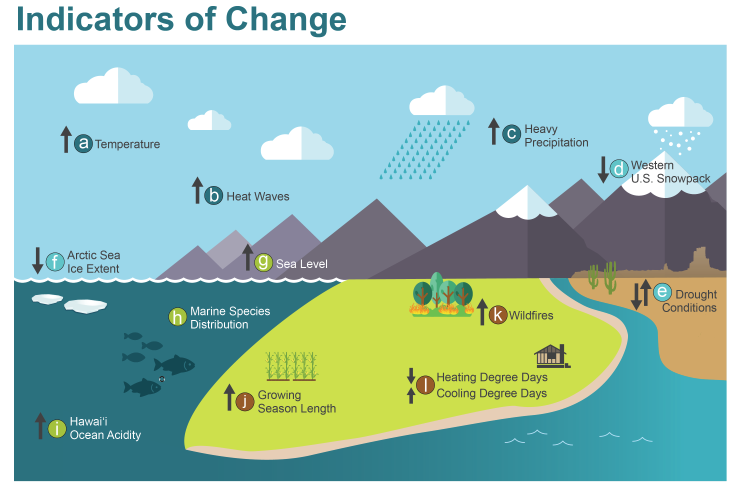 Indicators of Change
a Temperature
b Heat Waves
c Heavy
Precipitation
d Western
U.S. Snowpack
f Arctic Sea
Ice Extent
g Sea Level
e Drought
Conditions
h Marine Species
Distribution
k Wildfires
j Growing
Season Length
l Heating Degree Days
Cooling Degree Days
i Hawai‘i
Ocean Acidity